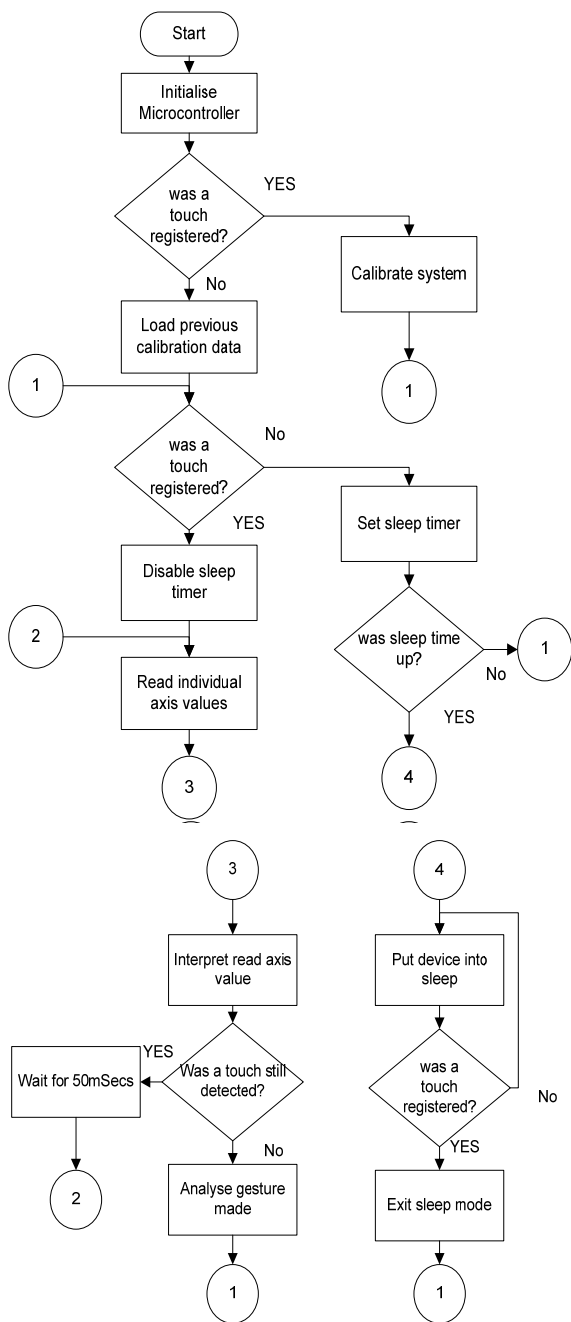 Start
Initialise
Microcontroller
was a
touch
registered?
YES
Calibrate system
No
Load previous
calibration data
1
1
was a
touch
registered?
No
YES
Set sleep timer
Disable sleep
timer
2
was sleep time
up?
No
1
Read individual
axis values
YES
3
4
3
4
Interpret read axis
value
Put device into
sleep
Was a touch still
detected?
YES
Wait for 50mSecs
was a
touch
registered?
No
No
YES
2
Analyse gesture
made
Exit sleep mode
1
1